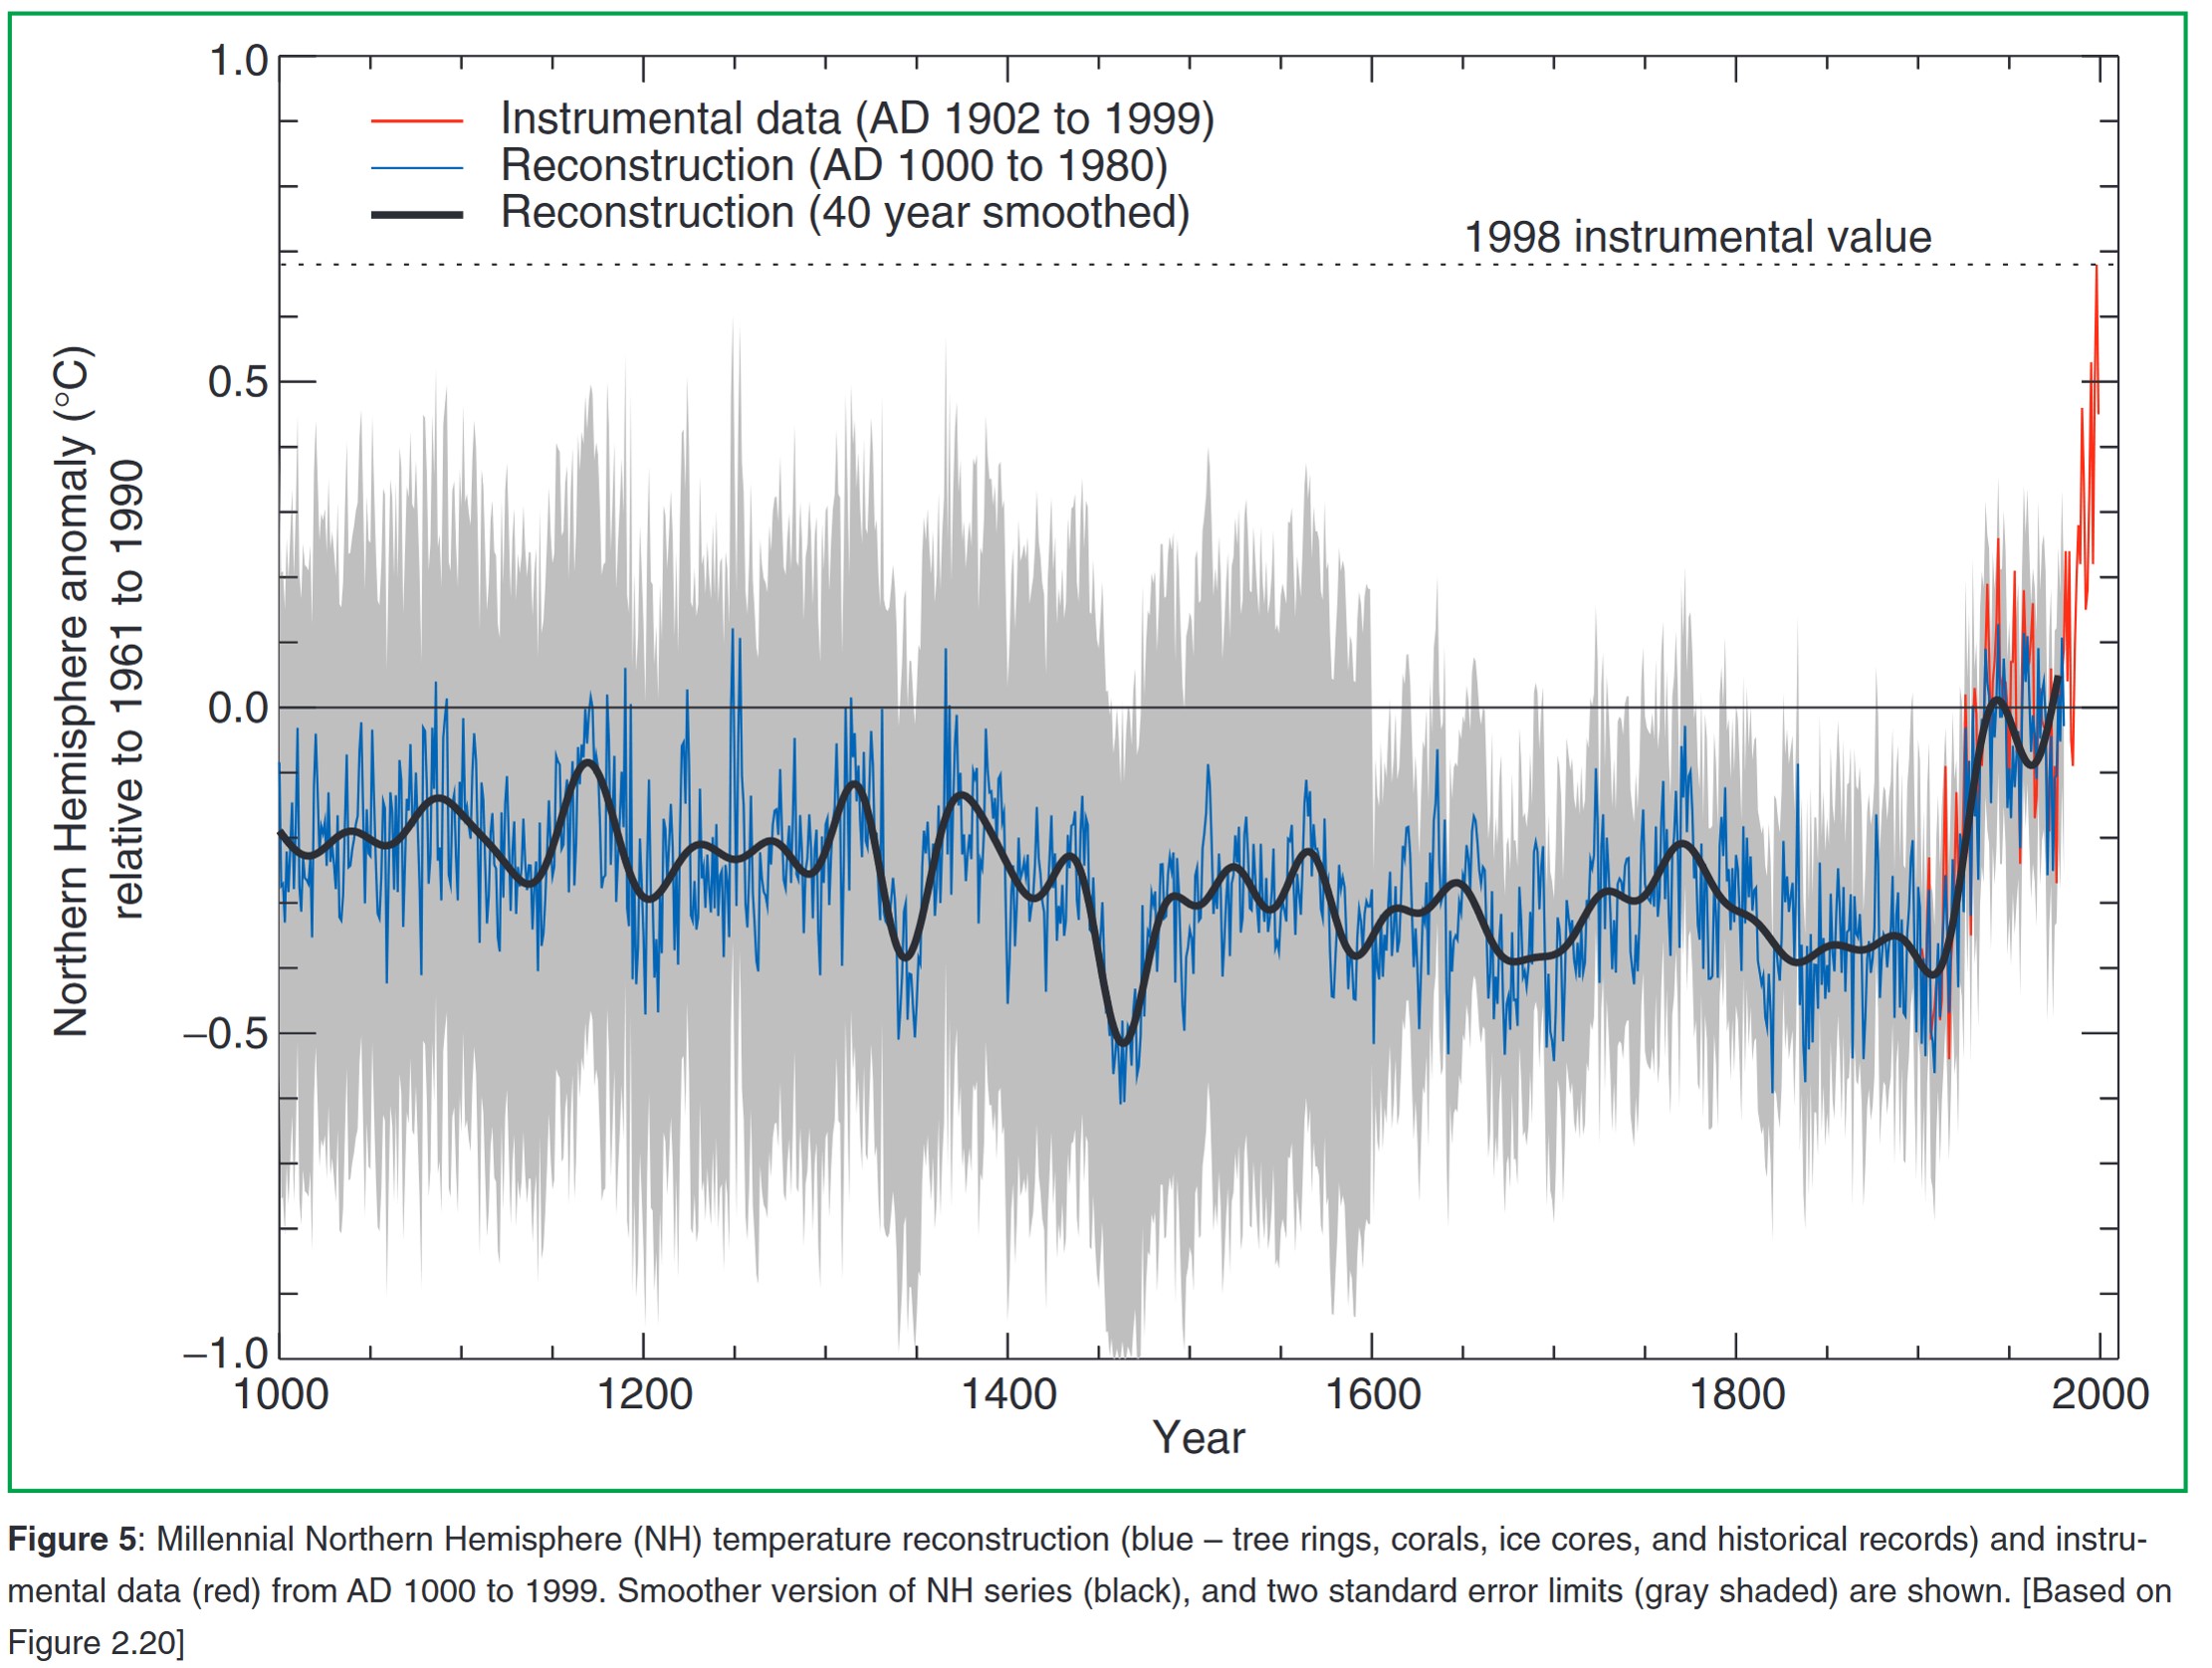 1.0
Instrumental data (AD 1902 to 1999)
Reconstruction (AD 1000 to 1980)
Reconstruction (40 year smoothed)
1998 instrumental value
0.5
0.0
−0.5
−1.0
Northern Hemisphere anomaly (°C)
relative to 1961 to 1990
1000 1200 1400 1600 1800 2000
Year
Figure 5: Millennial Northern Hemisphere (NH) temperature reconstruction (blue – tree rings, corals, ice cores, and historical records) and instru-
mental data (red) from AD 1000 to 1999. Smoother version of NH series (black), and two standard error limits (gray shaded) are shown. [Based on
Figure 2.20]